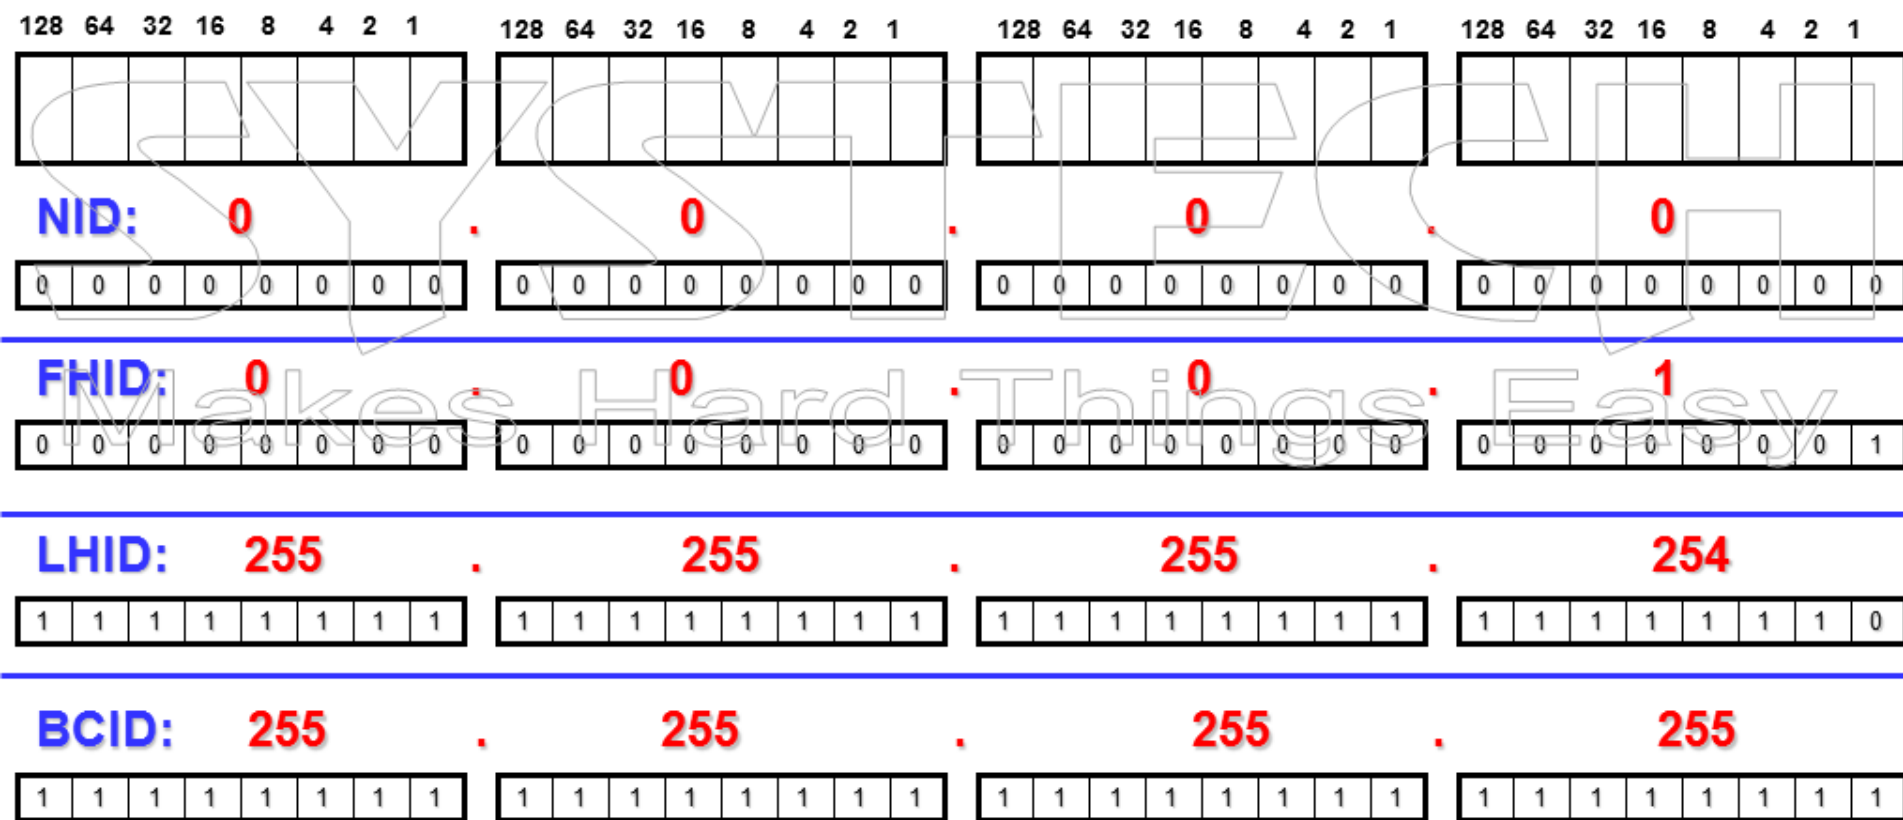 128 64 32 16 8 4 2 1 128 64 32 16 8 4 2 1 128 64 32 16 8 4 2 1 128 64 32 16 8 4 2 1
SYSTECH
NID: 0 . 0 . 0 . 0
0 0 0 0 0 0 0 0 0 0 0 0 0 0 0 0 0 0 0 0 0 0 0 0 0 0 0 0 0 0 0 0
FHID: 0 . 0 . 0 . 1
Makes Hard Things Easy
0 0 0 0 0 0 0 0 0 0 0 0 0 0 0 0 0 0 0 0 0 0 0 0 0 0 0 0 0 0 0 1
LHID: 255 . 255 . 255 . 254
1 1 1 1 1 1 1 1 1 1 1 1 1 1 1 1 1 1 1 1 1 1 1 1 1 1 1 1 1 1 1 0
BCID: 255 . 255 . 255 . 255
1 1 1 1 1 1 1 1 1 1 1 1 1 1 1 1 1 1 1 1 1 1 1 1 1 1 1 1 1 1 1 1